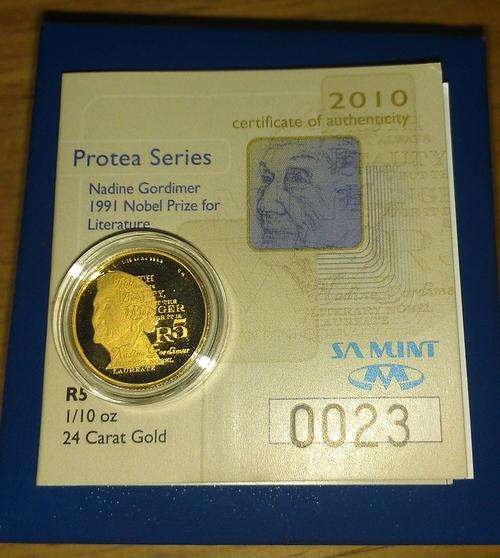 2010
certificate of authenticity
Protea Series
Nadine Gordimer
1991 Nobel Prize for
Literature
R5
LAUREATE
SA MINT
R5
1/10 oz
24 Carat Gold
0023